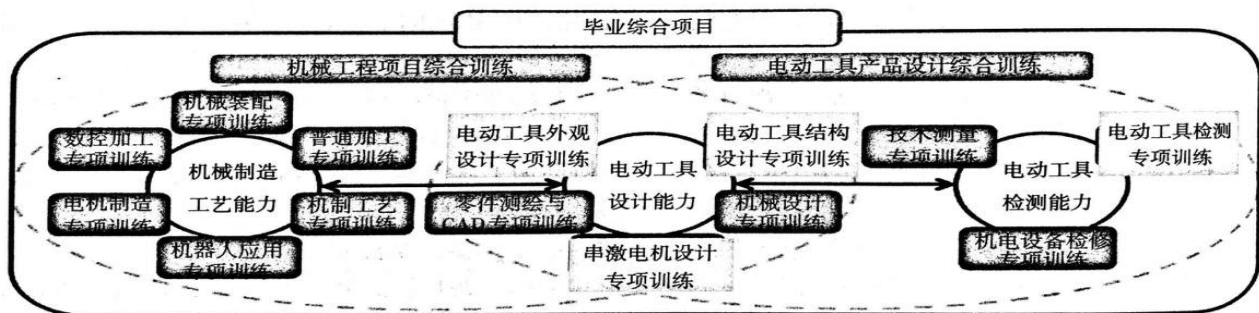 毕业综合项目
机械工程项目综合训练
电动工具产品设计综合训练
机械装配
专项训练
数控加工
专项训练
普通加工
专项训练
机械制造
工艺能力
电机制造
专项训练
机制工艺
专项训练
机器人应用
专项训练
电动工具外观
设计专项训练
电动工具结构
设计专项训练
电动工具
设计能力
零件测绘与
CAD专项训练
机械设计
专项训练
串激电机设计
专项训练
技术测量
专项训练
电动工具检测
专项训练
电动工具
检测能力
机电设备检修
专项训练